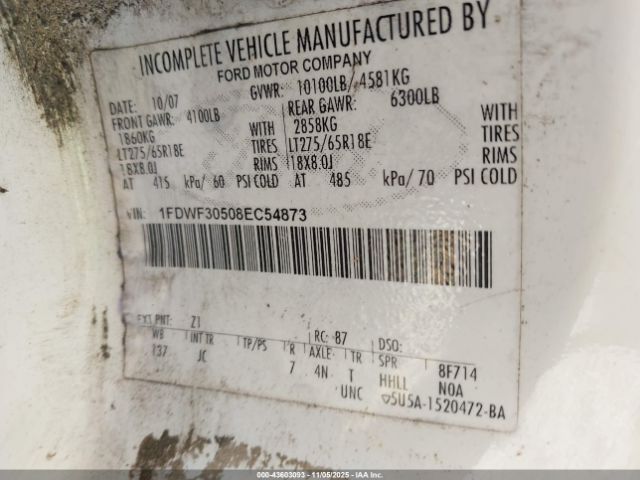 INCOMPLETE VEHICLE MANUFACTURED BY
FORD MOTOR COMPANY
DATE: 10/07 GVWR: 10100LB/ 4581KG
FRONT GAWR: 4100LB REAR GAWR: 6300LB
1860KG WITH 2858KG WITH
LT275/65R18E TIRES LT275/65R18E TIRES
18X8.0J RIMS 18X8.0J RIMS
AT 415 kPa/ 60 PSI COLD AT 485 kPa/ 70 PSI COLD
VIN: 1FDWF30508EC54873
EXT PNT: Z1 RC: 87 DSO:
WB INT TR TP/PS R AXLE TR SPR 8F714
137 JC 7 4N T HHLL N0A
UNC ▽5U5A-1520472-BA
00-43603093 - 11/05/2025 - IAAI.COM